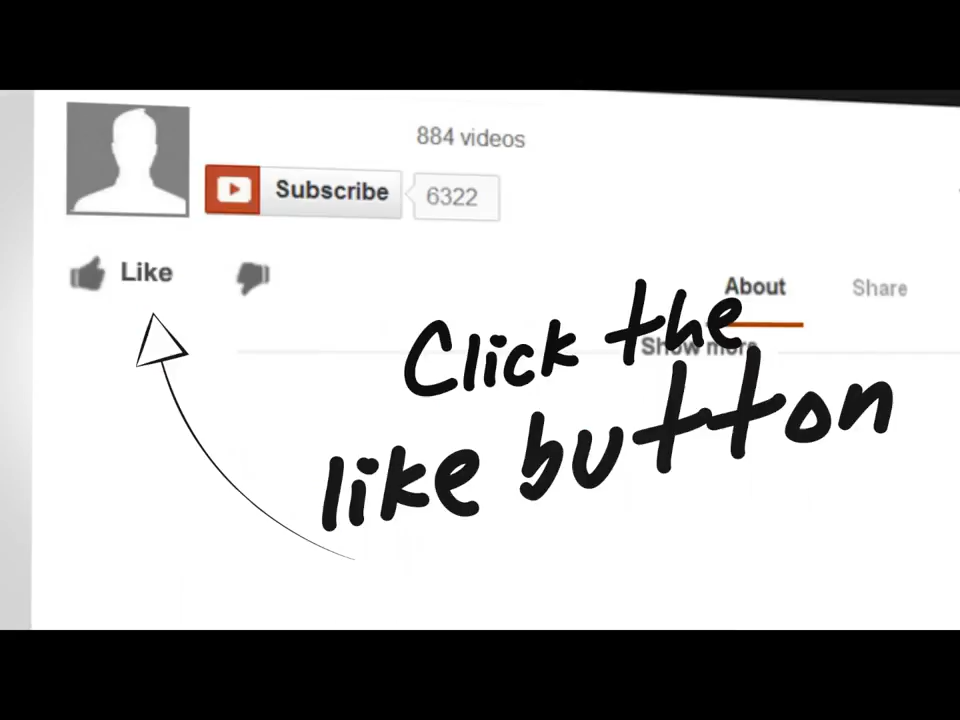 884 videos
Subscribe 6322
Like
About Share
Show more
Click the
like button